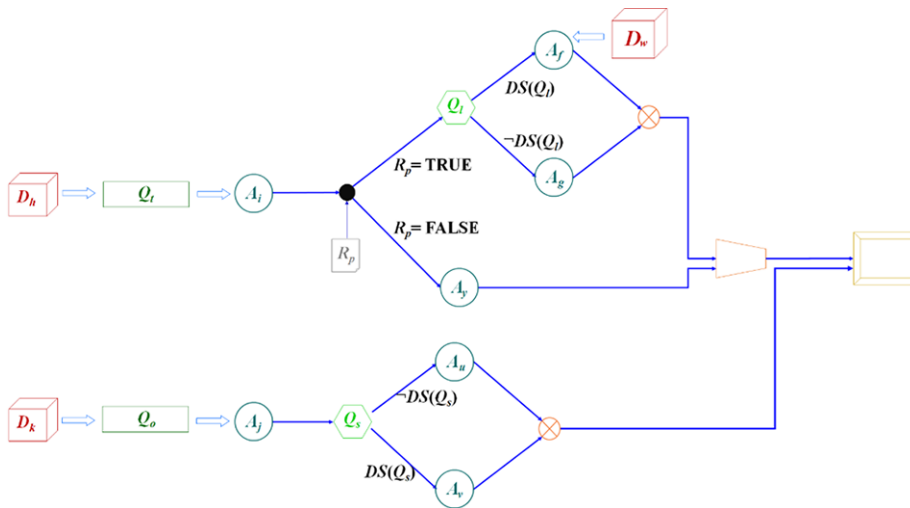 D_w
A_f
DS(Q_l)
Q_l
¬DS(Q_l)
A_g
R_p= TRUE
D_h
Q_t
A_i
R_p= FALSE
R_p
A_y
A_u
¬DS(Q_s)
D_k
Q_o
A_j
Q_s
DS(Q_s)
A_v